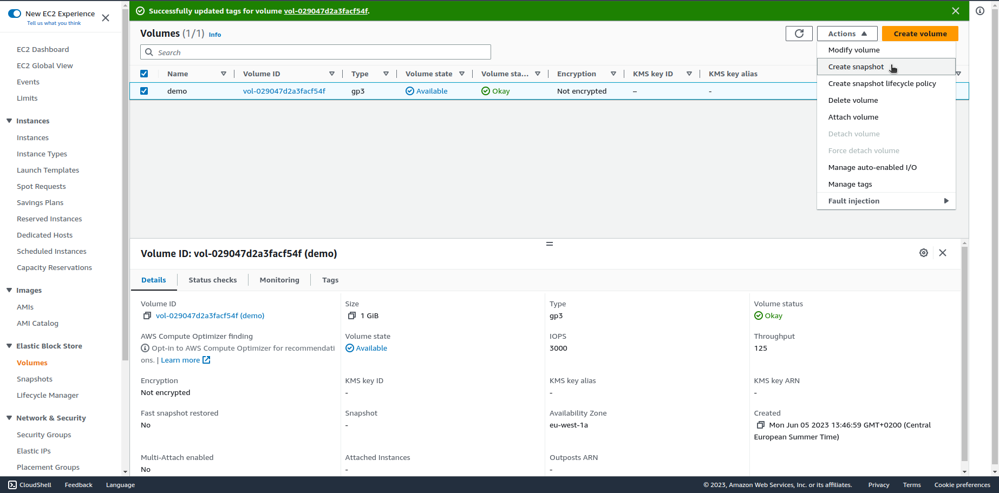 New EC2 Experience
Tell us what you think
EC2 Dashboard
EC2 Global View
Events
Limits
Instances
Instances
Instance Types
Launch Templates
Spot Requests
Savings Plans
Reserved Instances
Dedicated Hosts
Scheduled Instances
Capacity Reservations
Images
AMIs
AMI Catalog
Elastic Block Store
Volumes
Snapshots
Lifecycle Manager
Network & Security
Security Groups
Elastic IPs
Placement Groups
Successfully updated tags for volume vol-029047d2a3facf54f.
Volumes (1/1) Info
Actions
Create volume
Search
Name Volume ID Type Volume state Volume sta... Encryption KMS key ID KMS key alias
demo vol-029047d2a3facf54f gp3 Available Okay Not encrypted – -
Modify volume
Create snapshot
Create snapshot lifecycle policy
Delete volume
Attach volume
Detach volume
Force detach volume
Manage auto-enabled I/O
Manage tags
Fault injection
Volume ID: vol-029047d2a3facf54f (demo)
Details Status checks Monitoring Tags
Volume ID
vol-029047d2a3facf54f (demo)
Size
1 GiB
Type
gp3
Volume status
Okay
AWS Compute Optimizer finding
Opt-in to AWS Compute Optimizer for recommendati
ons. | Learn more
Volume state
Available
IOPS
3000
Throughput
125
Encryption
Not encrypted
KMS key ID
-
KMS key alias
-
KMS key ARN
-
Fast snapshot restored
No
Snapshot
-
Availability Zone
eu-west-1a
Created
Mon Jun 05 2023 13:46:59 GMT+0200 (Central
European Summer Time)
Multi-Attach enabled
No
Attached Instances
-
Outposts ARN
-
CloudShell Feedback Language
© 2023, Amazon Web Services, Inc. or its affiliates. Privacy Terms Cookie preferences